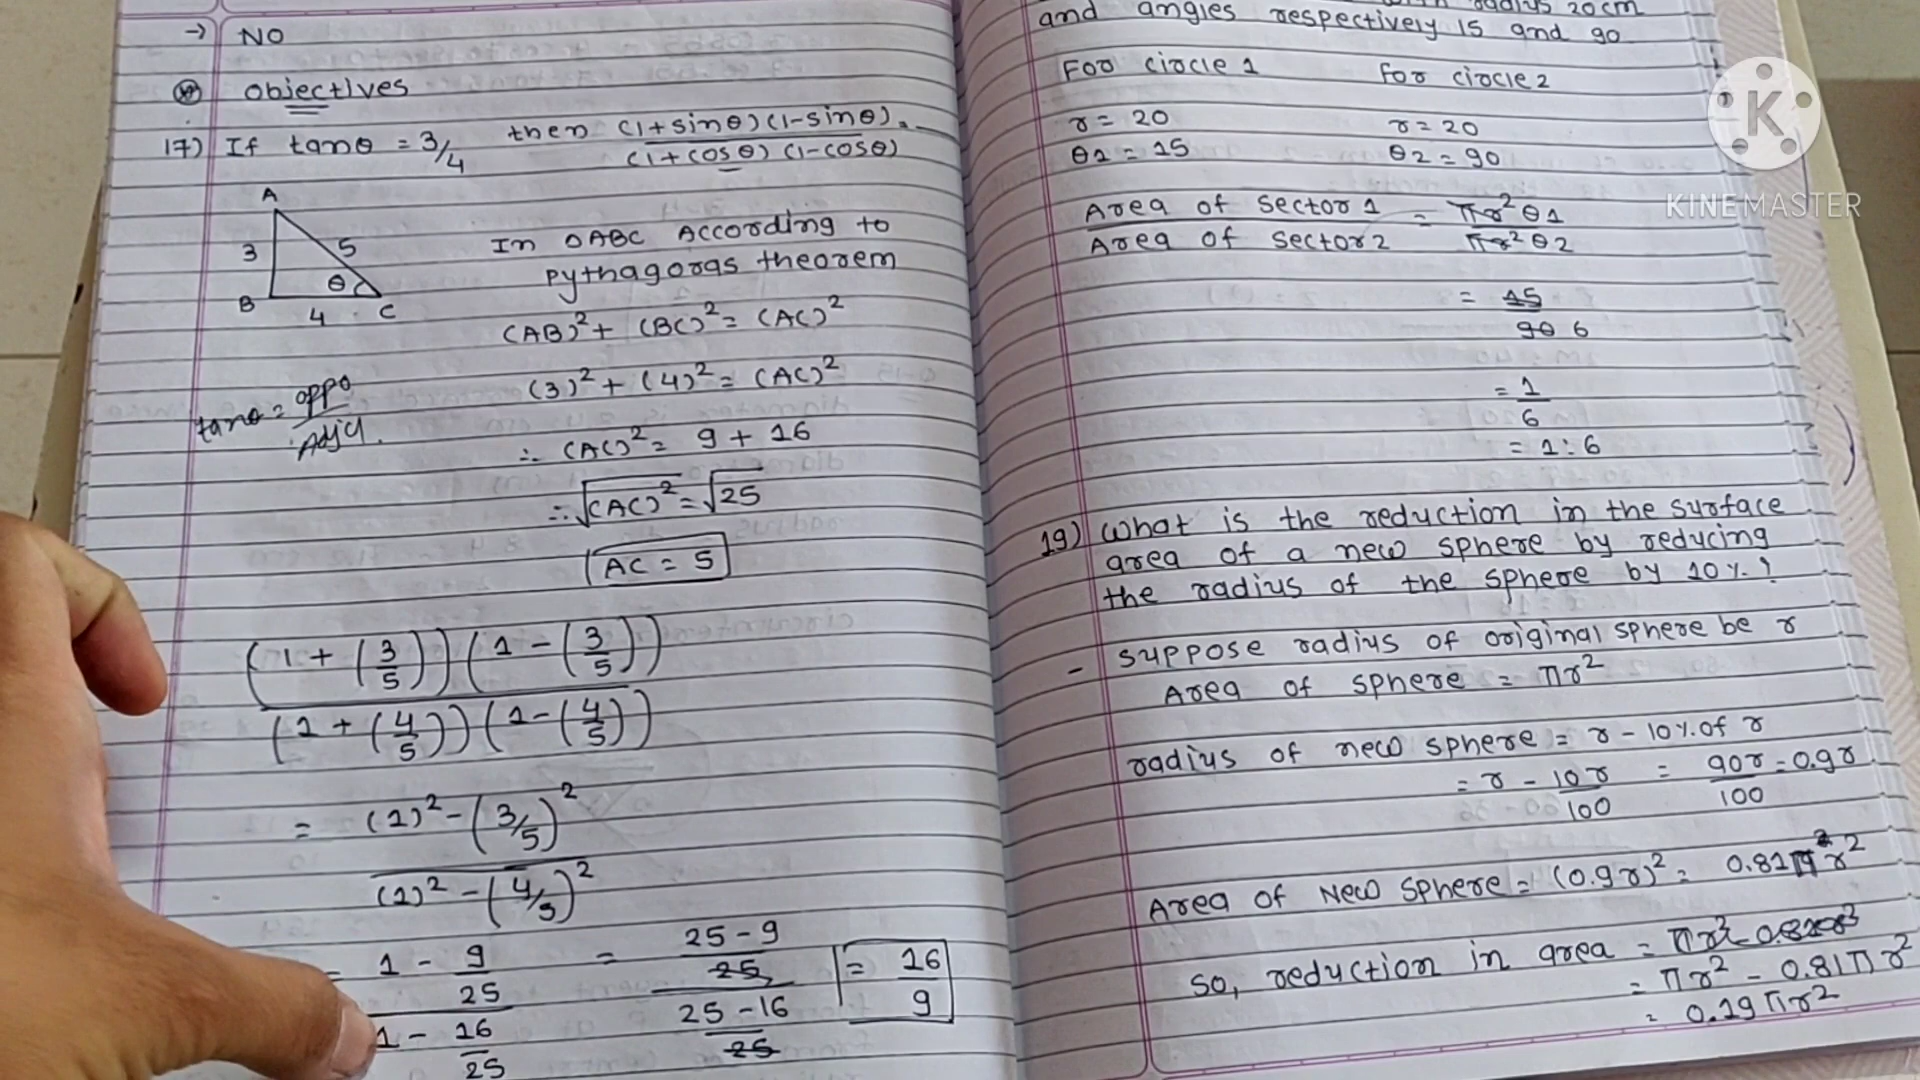 → NO
objectives
17) If tanθ = 3/4 then (1+sinθ)(1-sinθ)
(1+cosθ) (1-cosθ)
A
3
5
θ
B
4
C
In △ABC According to
Pythagoras theorem
(AB)² + (BC)² = (AC)²
(3)² + (4)² = (AC)²
tanθ = oppo
Adj
∴ (AC)² = 9 + 16
∴ √(AC)² = √25
AC = 5
(1 + (3/5)) (1 - (3/5))
(1 + (4/5)) (1 - (4/5))
= (1)² - (3/5)²
(1)² - (4/5)²
= 1 - 9/25 = 25 - 9/25 = 16/9
1 - 16/25 25 - 16/25
radius 20cm
and angles respectively 15 and 90
For circle 1 For circle 2
r = 20 r = 20
θ1 = 15 θ2 = 90
Area of sector 1 = πr² θ1
Area of sector 2 πr² θ2
= 15
90 6
= 1
6
= 1:6
19) What is the reduction in the surface
area of a new sphere by reducing
the radius of the sphere by 10%?
- Suppose radius of original sphere be r
Area of sphere = πr²
radius of new sphere = r - 10% of r
= r - 10r/100 = 90r/100 = 0.9r
Area of New sphere = (0.9r)² = 0.81πr²
So, reduction in area =
= πr² - 0.81πr²
= 0.19πr²
K
KINEMASTER